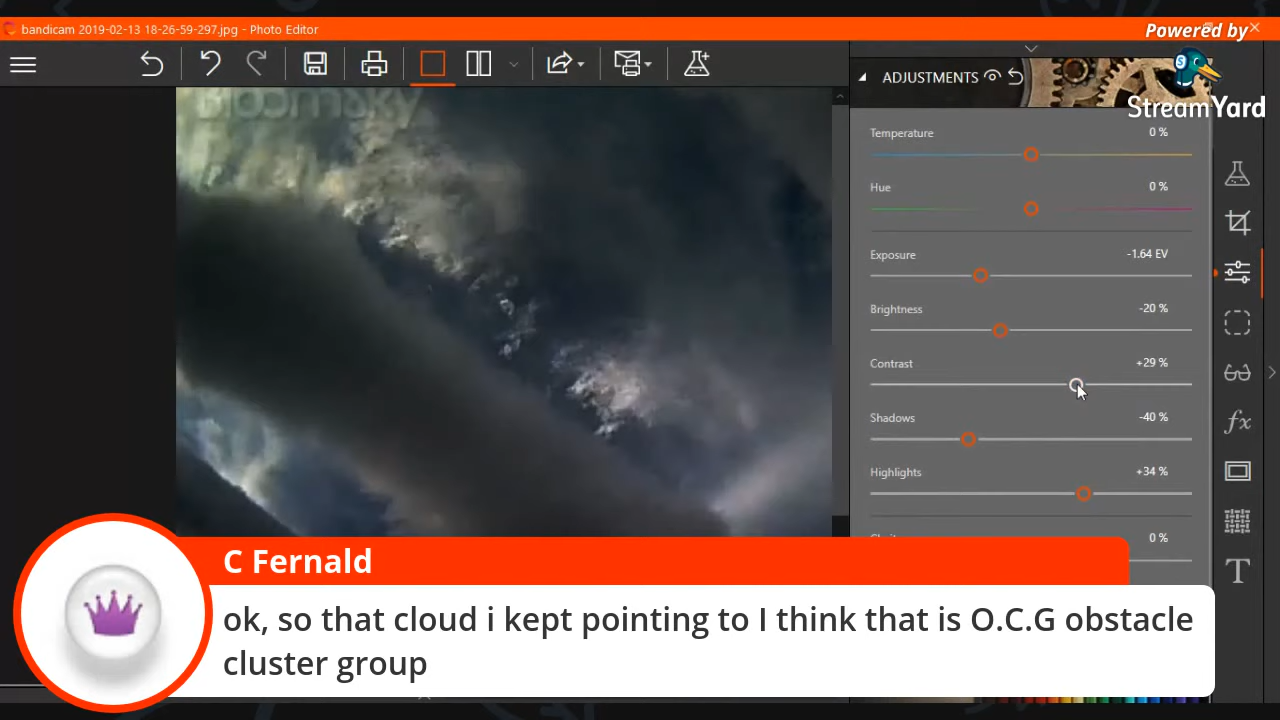 bandicam 2019-02-13 18-26-59-297.jpg - Photo Editor
Powered by
StreamYard
BloomSky
ADJUSTMENTS
Temperature 0 %
Hue 0 %
Exposure -1.64 EV
Brightness -20 %
Contrast +29 %
Shadows -40 %
Highlights +34 %
0 %
fx
T
C Fernald
ok, so that cloud i kept pointing to I think that is O.C.G obstacle
cluster group